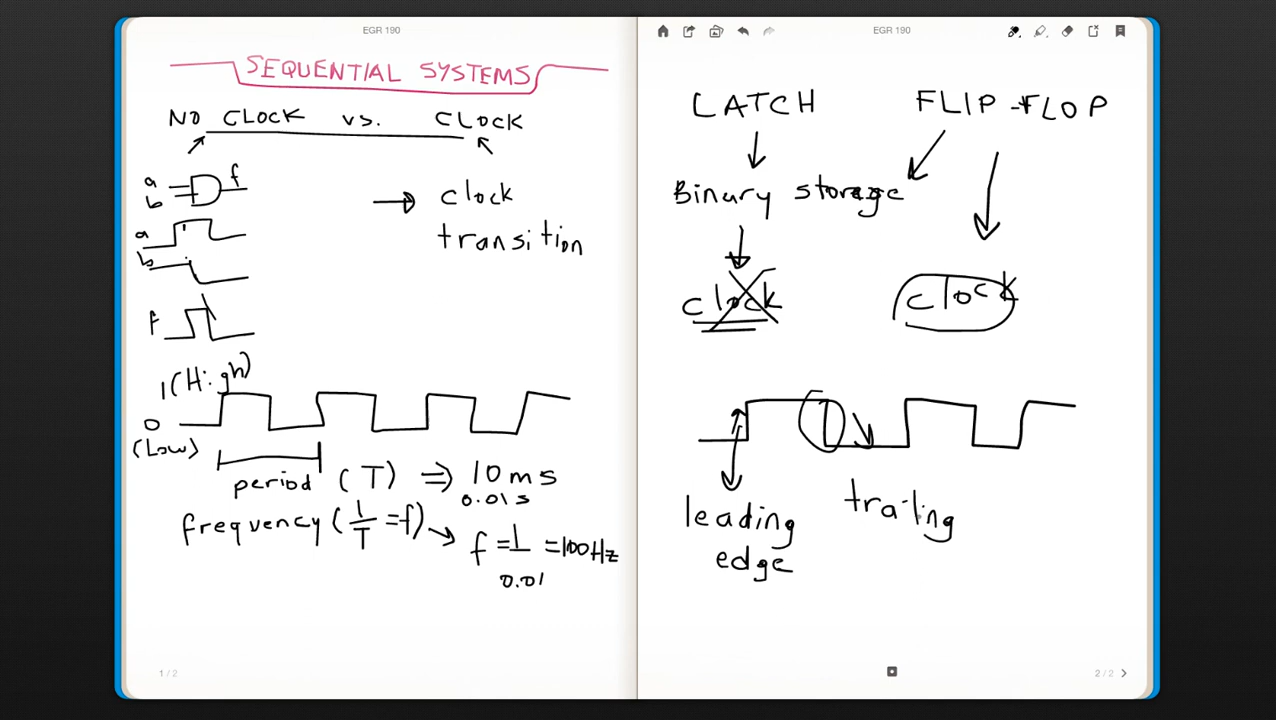 EGR 190
SEQUENTIAL SYSTEMS
NO CLOCK vs. CLOCK
a
b
f
clock
transition
a
b
f
1 (High)
0
(Low)
period (T) ⇒ 10 ms
0.01 s
frequency (1/T = f) → f = 1/0.01 = 100 Hz
1 / 2
EGR 190
LATCH FLIP-FLOP
Binary storage
clock clock
leading
edge
trailing
2 / 2